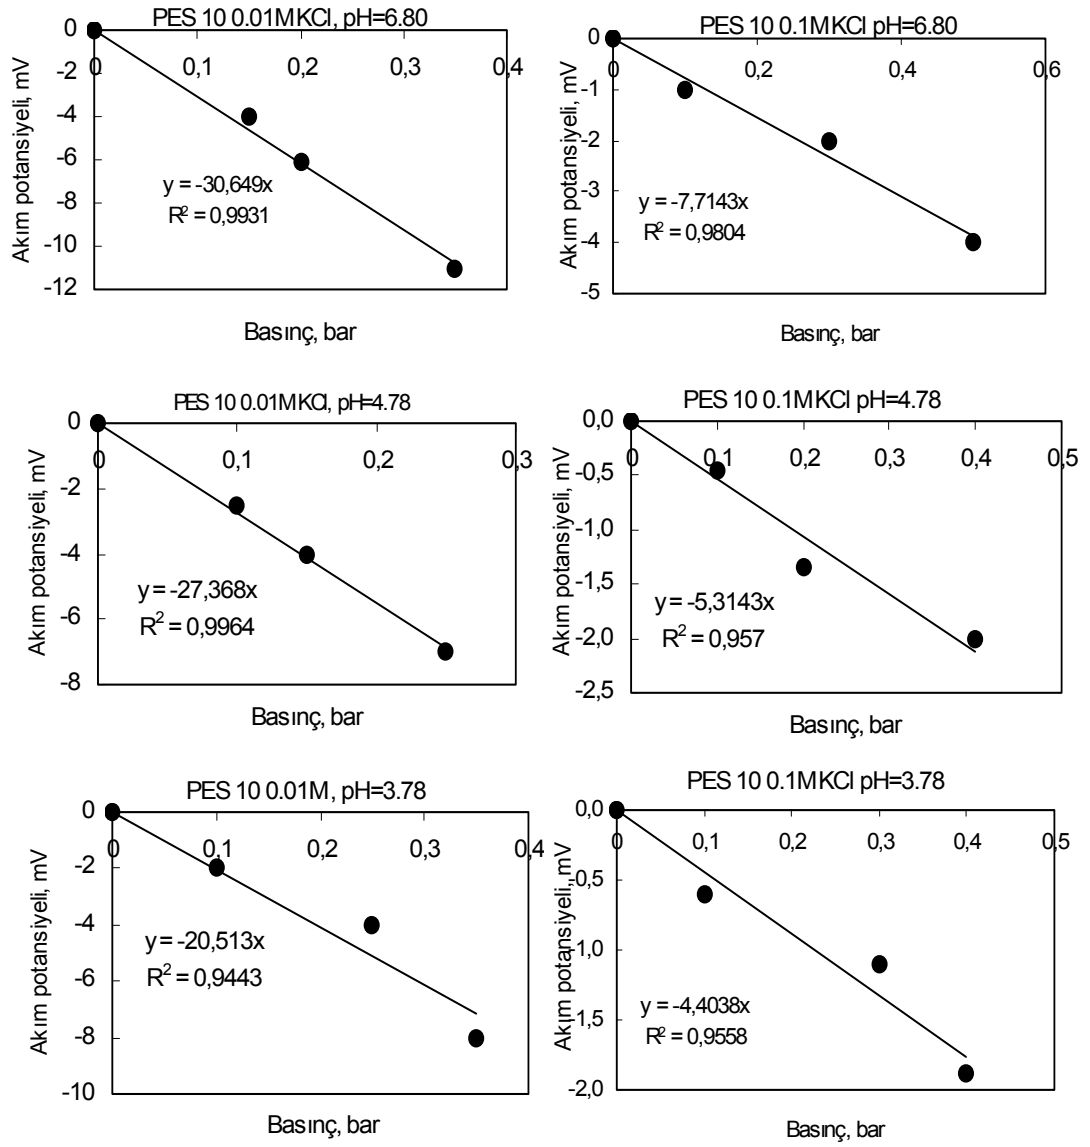 PES 10 0.01MKCl, pH=6.80
0
-2
-4
-6
-8
-10
-12
0
0,1
0,2
0,3
0,4
Akım potansiyeli, mV
y = -30,649x
R² = 0,9931
Basınç, bar
PES 10 0.1MKCl pH=6.80
0
-1
-2
-3
-4
-5
0
0,2
0,4
0,6
Akım potansiyeli, mV
y = -7,7143x
R² = 0,9804
Basınç, bar
PES 10 0.01MKCl, pH=4.78
0
-2
-4
-6
-8
0
0,1
0,2
0,3
Akım potansiyeli, mV
y = -27,368x
R² = 0,9964
Basınç, bar
PES 10 0.1MKCl pH=4.78
0,0
-0,5
-1,0
-1,5
-2,0
-2,5
0
0,1
0,2
0,3
0,4
0,5
Akım potansiyeli, mV
y = -5,3143x
R² = 0,957
Basınç, bar
PES 10 0.01M, pH=3.78
0
-2
-4
-6
-8
-10
0
0,1
0,2
0,3
0,4
Akım potansiyeli, mV
y = -20,513x
R² = 0,9443
Basınç, bar
PES 10 0.1MKCl pH=3.78
0,0
-0,5
-1,0
-1,5
-2,0
0
0,1
0,2
0,3
0,4
0,5
Akım potansiyeli, mV
y = -4,4038x
R² = 0,9558
Basınç, bar